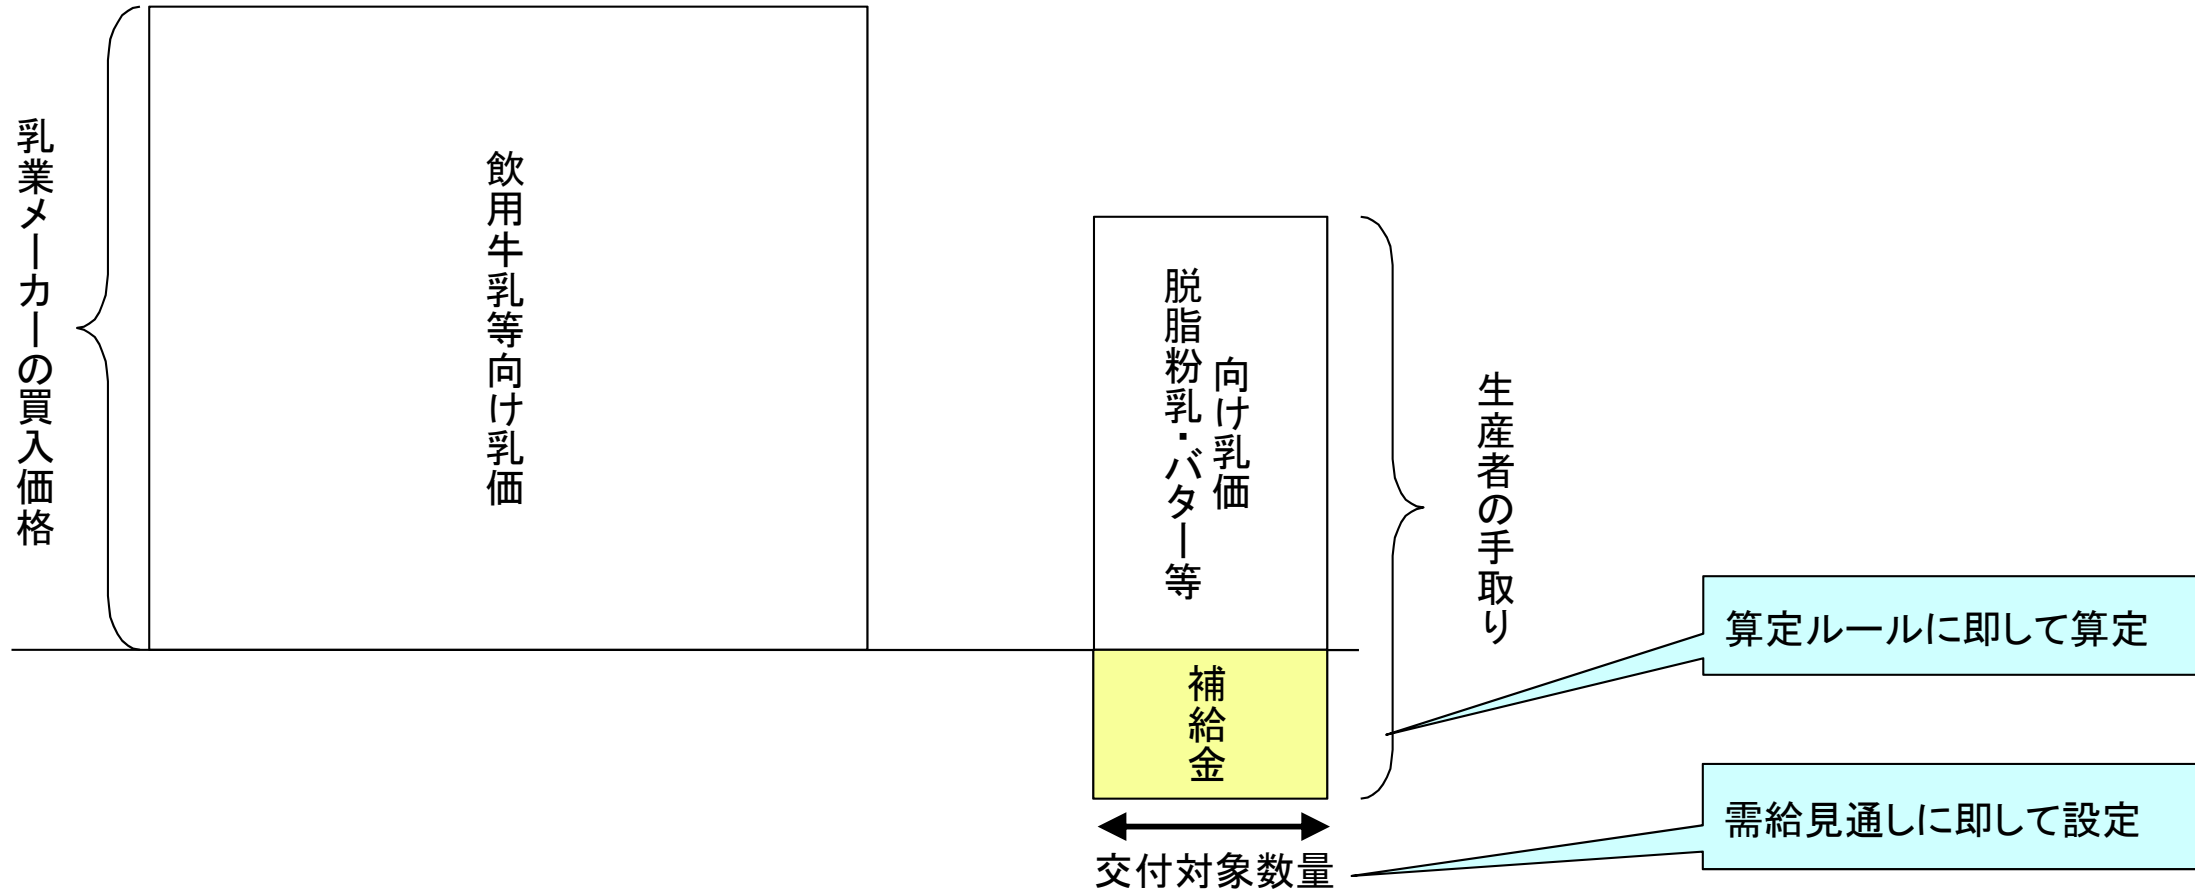 乳業メーカーの買入価格
飲用牛乳等向け乳価
脱脂粉乳・バター等
向け乳価
生産者の手取り
算定ルールに即して算定
補給金
需給見通しに即して設定
交付対象数量